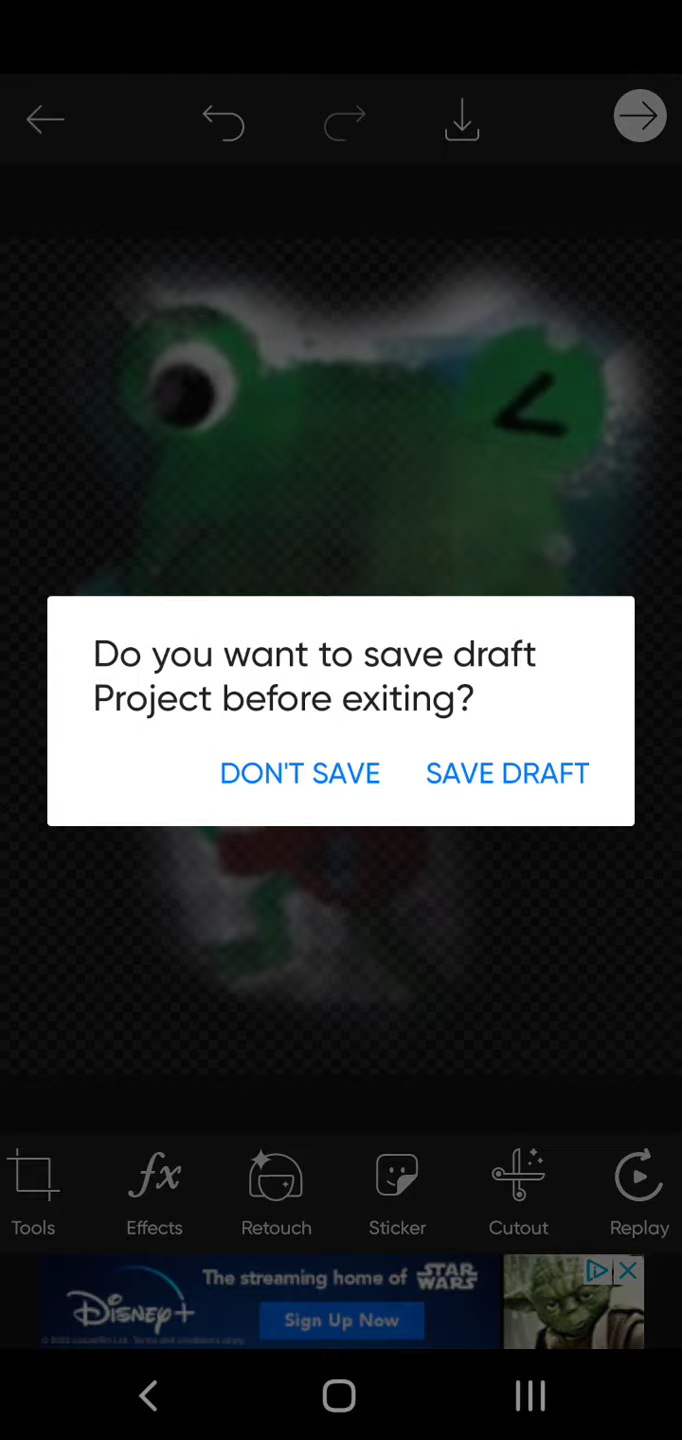 Do you want to save draft
Project before exiting?
DON'T SAVE SAVE DRAFT
Tools Effects Retouch Sticker Cutout Replay
The streaming home of STAR WARS
Disney+
Sign Up Now